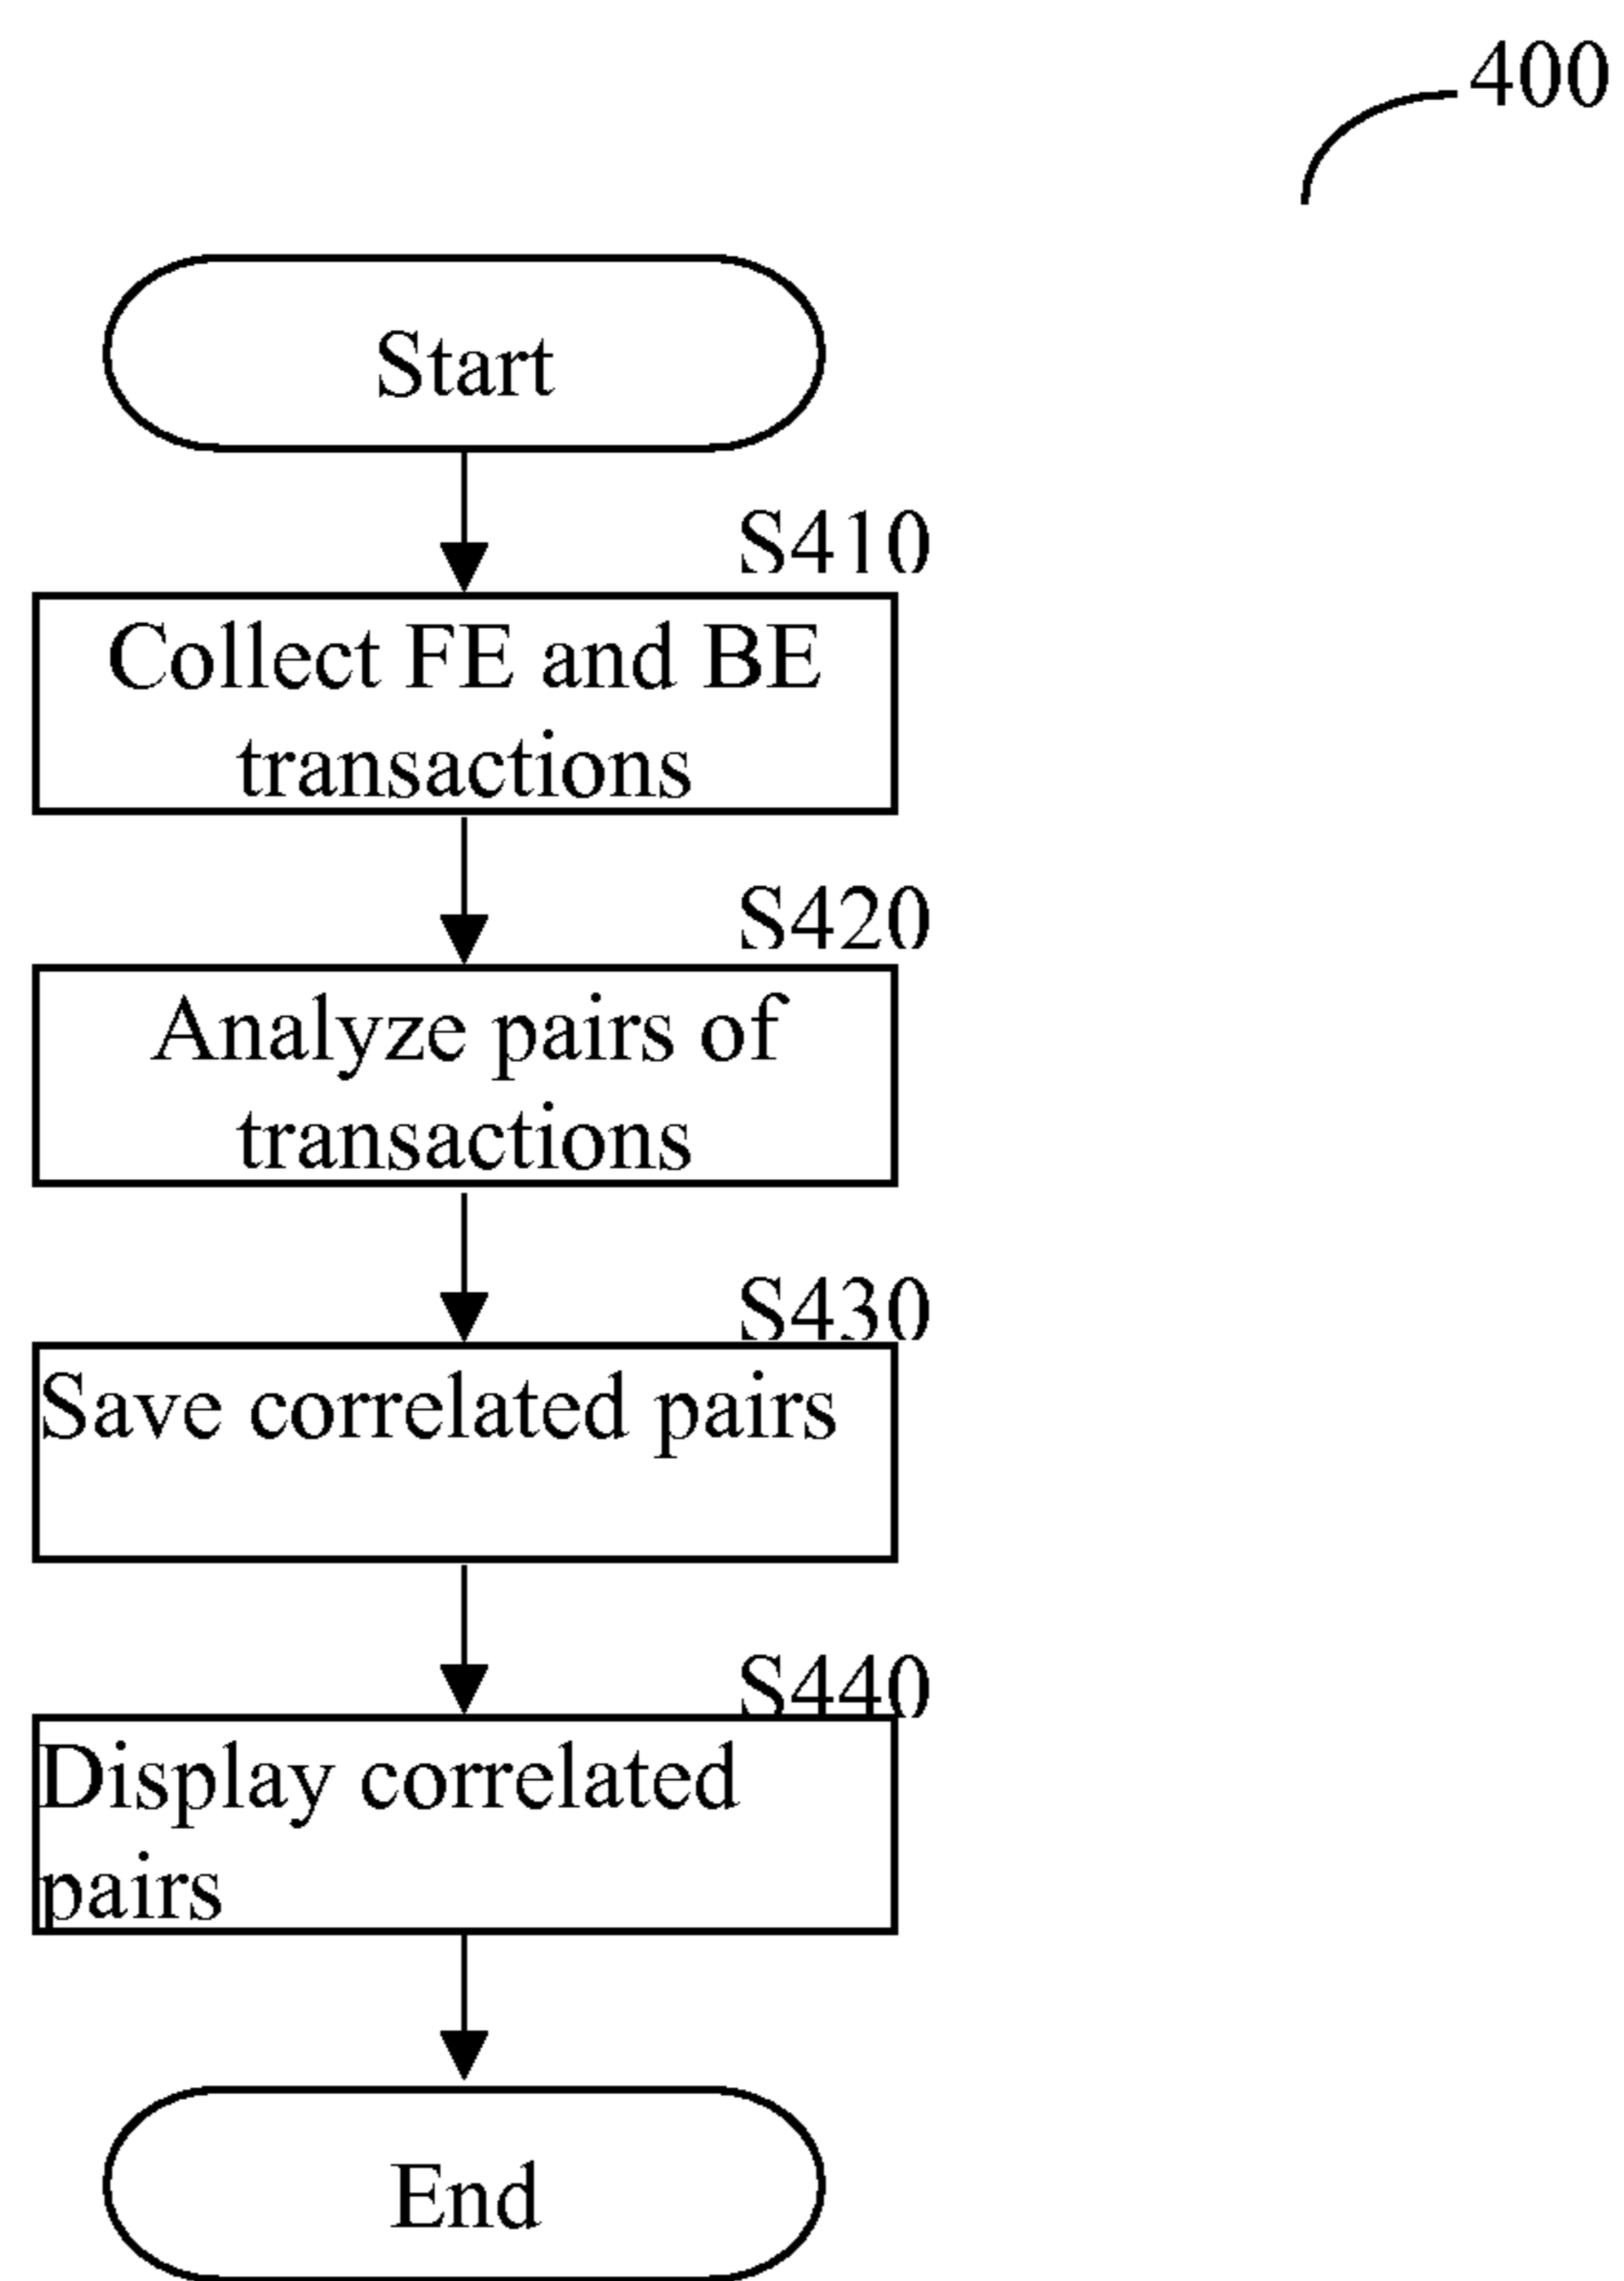 400
Start
S410
Collect FE and BE
transactions
S420
Analyze pairs of
transactions
S430
Save correlated pairs
S440
Display correlated
pairs
End